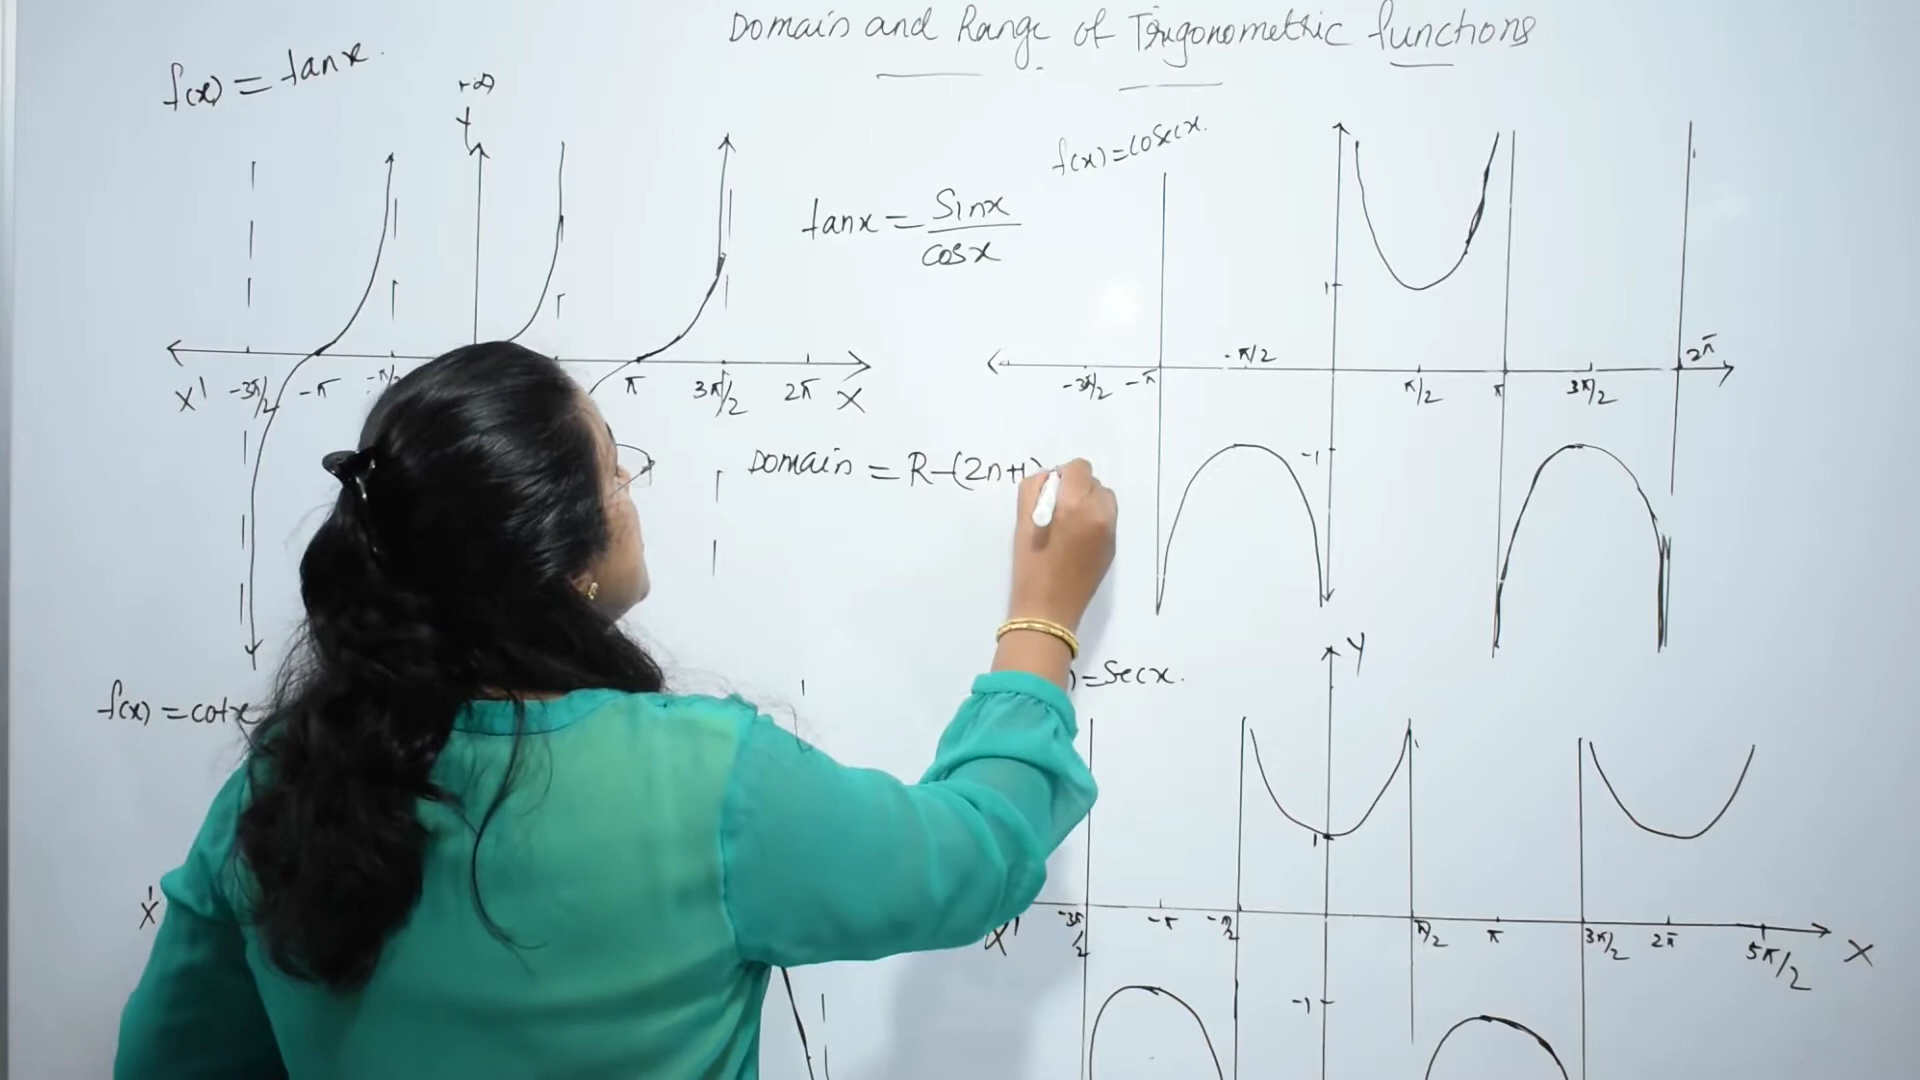 Domain and Range of Trigonometric functions
f(x) = tanx.
+∞
Y
tanx = Sinx
cosx
X' -3π/2 -π -π/2 π 3π/2 2π X
Domain = R-(2n+1)
f(x)=cosecx.
1
-3π/2 -π -π/2 π/2 π 3π/2 2π
-1
f(x) = cotx
X'
)=Secx.
Y
1
X' -3π/2 -π -π/2 π/2 π 3π/2 2π 5π/2 X
-1